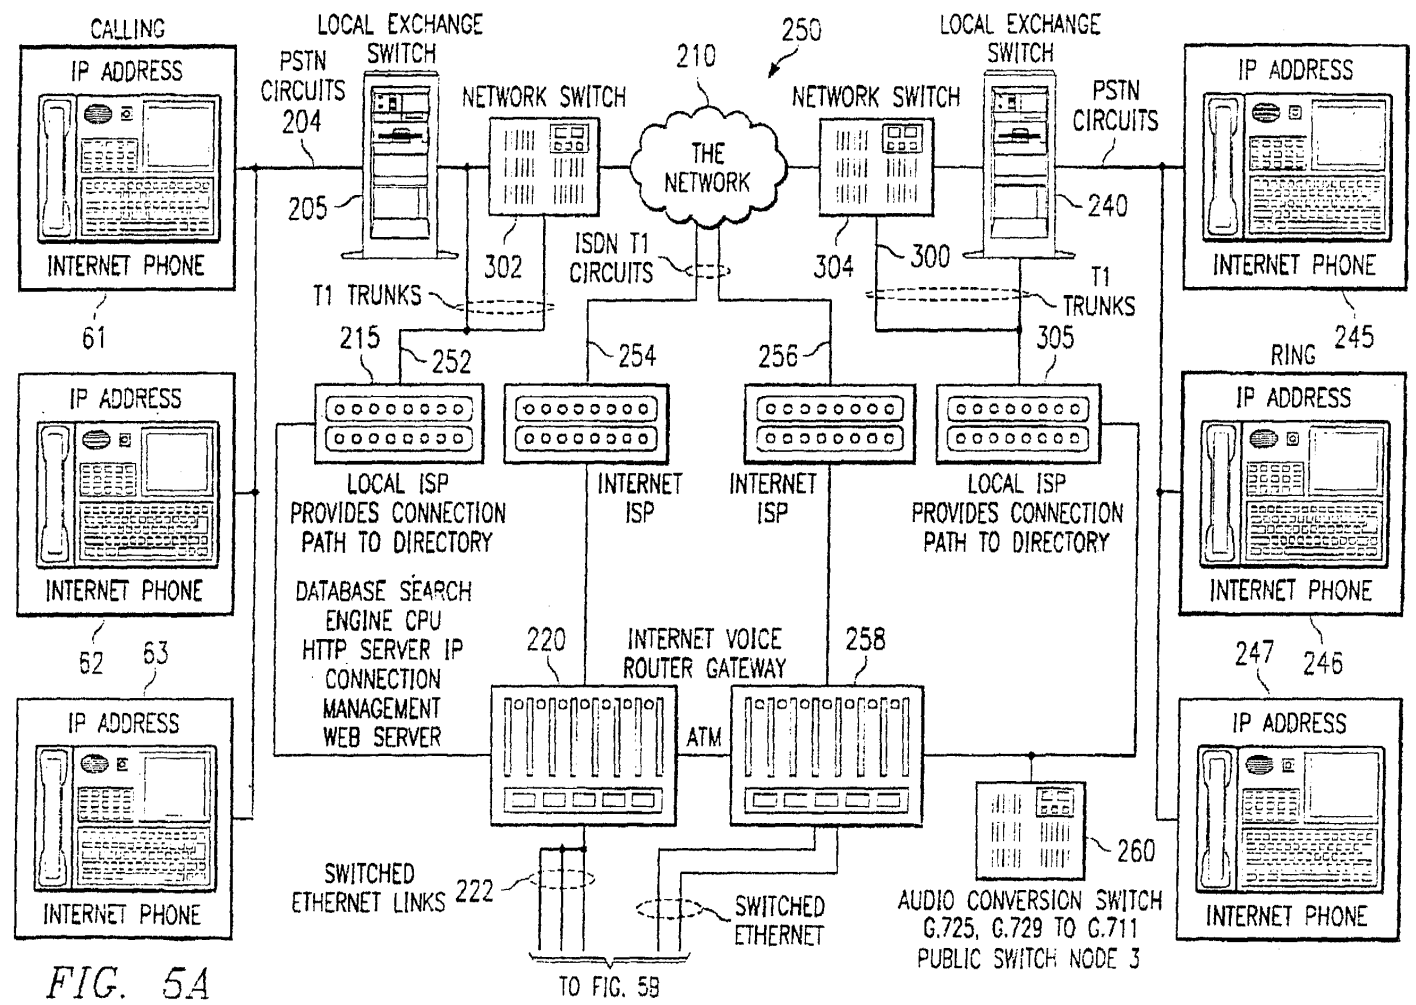 CALLING
IP ADDRESS
INTERNET PHONE
61
IP ADDRESS
INTERNET PHONE
62
63
IP ADDRESS
INTERNET PHONE
PSTN
CIRCUITS
204
LOCAL EXCHANGE
SWITCH
205
NETWORK SWITCH
302
210
250
THE
NETWORK
ISDN T1
CIRCUITS
NETWORK SWITCH
304
300
LOCAL EXCHANGE
SWITCH
240
PSTN
CIRCUITS
T1 TRUNKS
T1
TRUNKS
215
252
254
256
305
LOCAL ISP
PROVIDES CONNECTION
PATH TO DIRECTORY
INTERNET
ISP
INTERNET
ISP
LOCAL ISP
PROVIDES CONNECTION
PATH TO DIRECTORY
DATABASE SEARCH
ENGINE CPU
HTTP SERVER IP
CONNECTION
MANAGEMENT
WEB SERVER
220
INTERNET VOICE
ROUTER GATEWAY
258
ATM
SWITCHED
ETHERNET LINKS
222
SWITCHED
ETHERNET
260
AUDIO CONVERSION SWITCH
G.725, G.729 TO G.711
PUBLIC SWITCH NODE 3
IP ADDRESS
INTERNET PHONE
245
RING
IP ADDRESS
INTERNET PHONE
246
247
IP ADDRESS
INTERNET PHONE
TO FIG. 5B
FIG. 5A